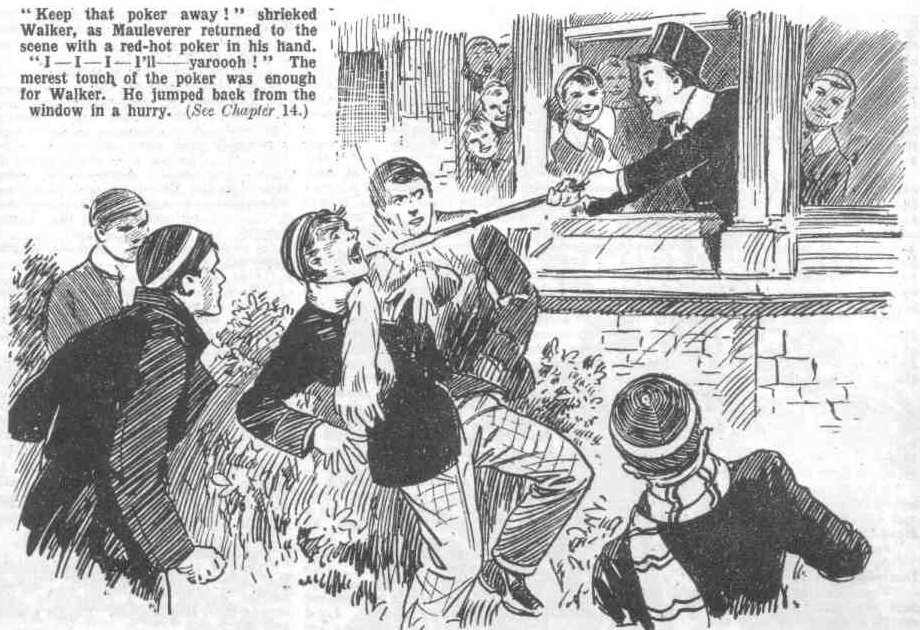 "Keep that poker away!" shrieked
Walker, as Mauleverer returned to the
scene with a red-hot poker in his hand.
"I—I—I—I'll——yaroooh!" The
merest touch of the poker was enough
for Walker. He jumped back from the
window in a hurry. (See Chapter 14.)